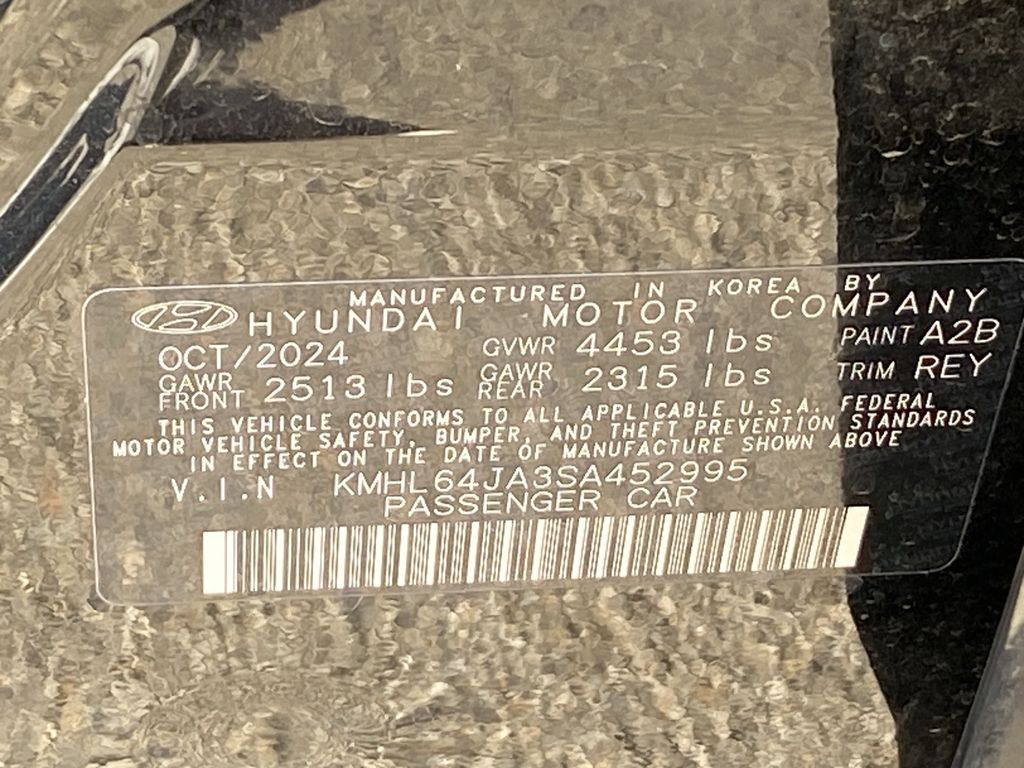 MANUFACTURED IN KOREA BY
HYUNDAI MOTOR COMPANY
OCT/2024 GVWR 4453 lbs PAINT A2B
GAWR FRONT 2513 lbs GAWR REAR 2315 lbs TRIM REY
THIS VEHICLE CONFORMS TO ALL APPLICABLE U.S.A. FEDERAL
MOTOR VEHICLE SAFETY, BUMPER, AND THEFT PREVENTION STANDARDS
IN EFFECT ON THE DATE OF MANUFACTURE SHOWN ABOVE
V.I.N KMHL64JA3SA452995
PASSENGER CAR